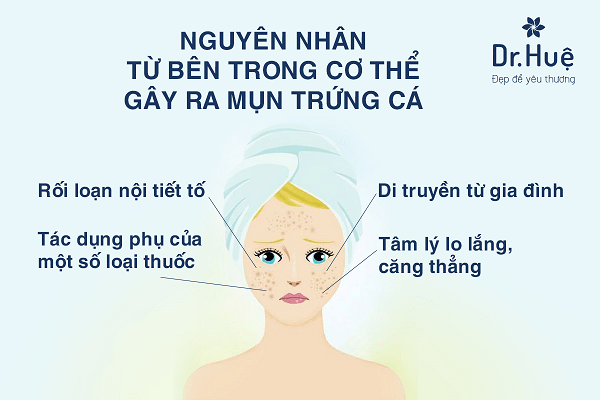 NGUYÊN NHÂN
TỪ BÊN TRONG CƠ THỂ
GÂY RA MỤN TRỨNG CÁ
Dr.Huệ
Đẹp để yêu thương
Rối loạn nội tiết tố
Di truyền từ gia đình
Tác dụng phụ của
một số loại thuốc
Tâm lý lo lắng,
căng thẳng